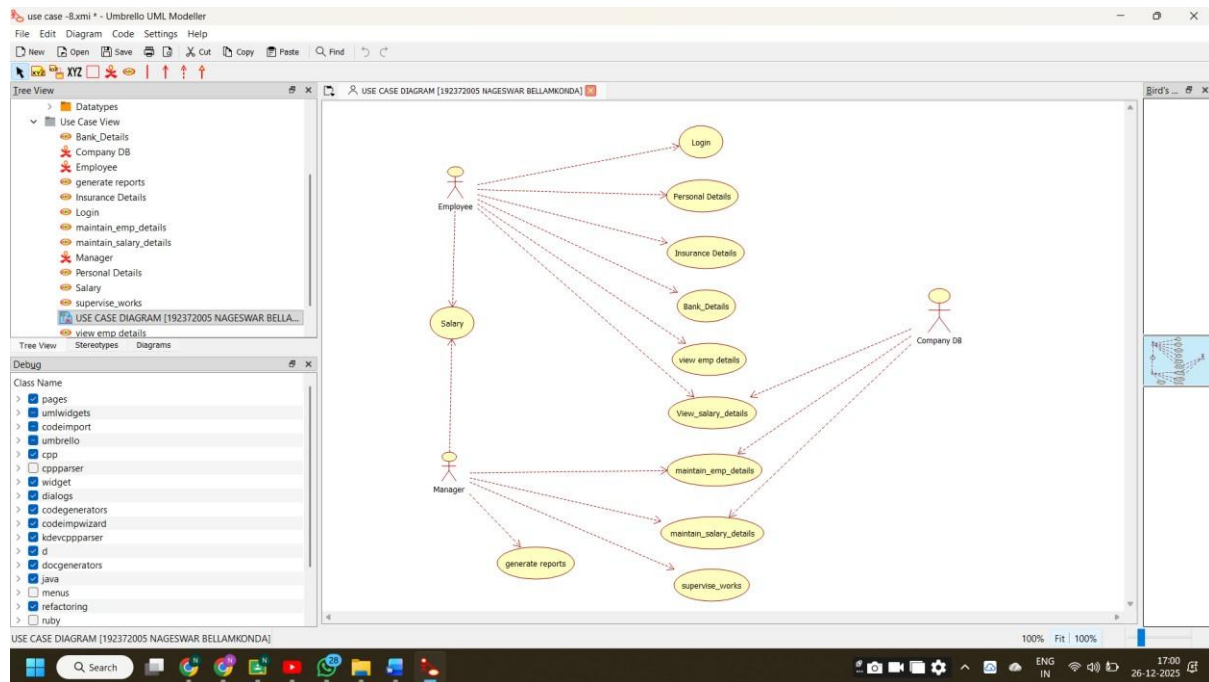 use case -8.xmi * - Umbrello UML Modeller
File Edit Diagram Code Settings Help
New Open Save Cut Copy Paste Find
XYZ
Tree View
USE CASE DIAGRAM [192372005 NAGESWAR BELLAMKONDA]
Bird's ...
Datatypes
Use Case View
Bank_Details
Company DB
Employee
generate reports
Insurance Details
Login
maintain_emp_details
maintain_salary_details
Manager
Personal Details
Salary
supervise_works
USE CASE DIAGRAM [192372005 NAGESWAR BELLA...
view emp details
Tree View Stereotypes Diagrams
Debug
Class Name
pages
umlwidgets
codeimport
umbrello
cpp
cppparser
widget
dialogs
codegenerators
codeimpwizard
kdevcppparser
d
docgenerators
java
menus
refactoring
ruby
Login
Employee
Personal Details
Insurance Details
Bank_Details
Salary
Company DB
view emp details
View_salary_details
maintain_emp_details
Manager
maintain_salary_details
generate reports
supervise_works
USE CASE DIAGRAM [192372005 NAGESWAR BELLAMKONDA]
100% Fit 100%
Search
28
ENG
IN
17:00
26-12-2025